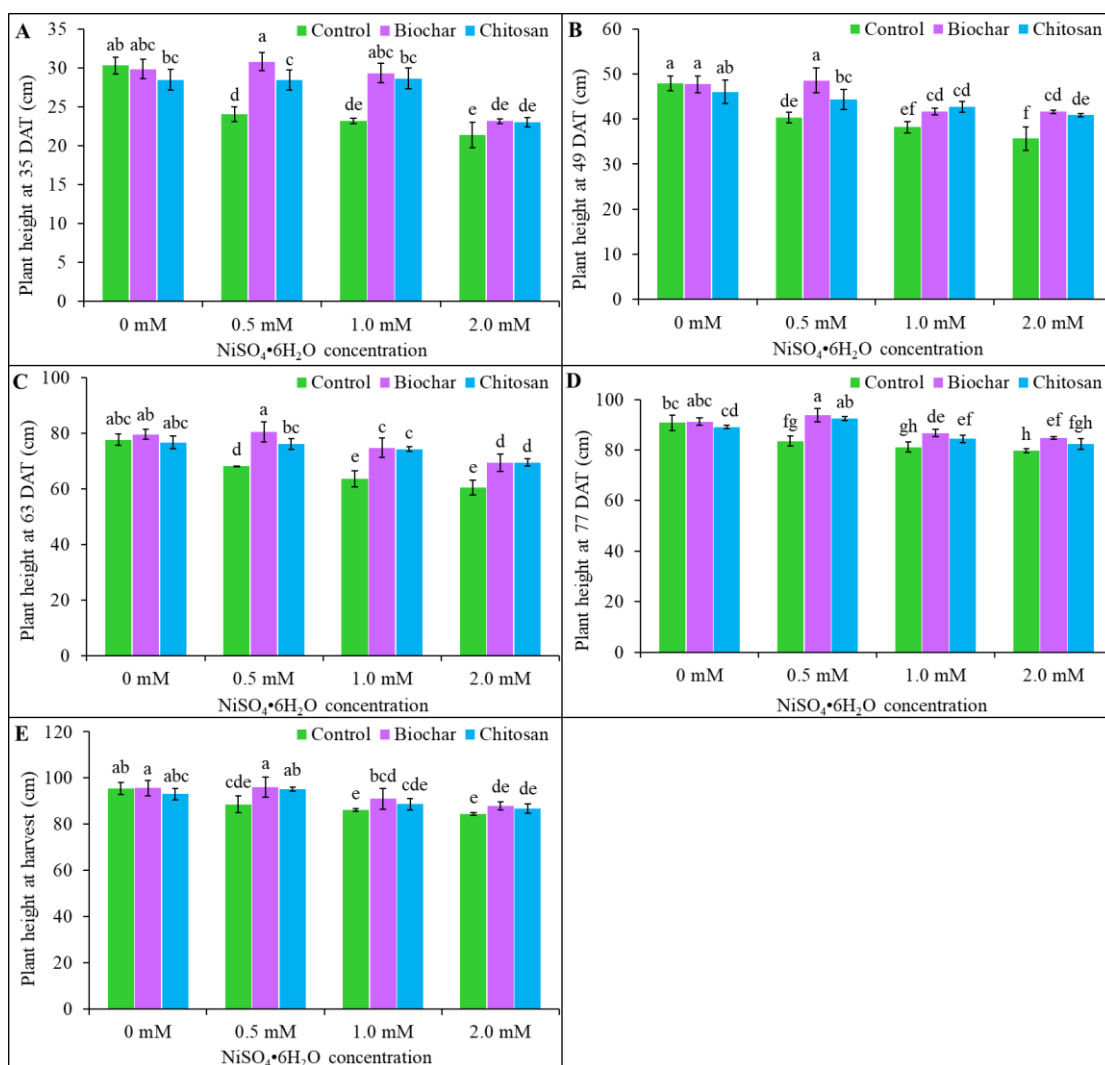 A
Control Biochar Chitosan
Plant height at 35 DAT (cm)
35
30
25
20
15
10
5
0
ab abc bc
d a c
de abc bc
e de de
0 mM 0.5 mM 1.0 mM 2.0 mM
NiSO₄•6H₂O concentration
B
Control Biochar Chitosan
Plant height at 49 DAT (cm)
60
50
40
30
20
10
0
a a ab
de a bc
ef cd cd
f cd de
0 mM 0.5 mM 1.0 mM 2.0 mM
NiSO₄•6H₂O concentration
C
Control Biochar Chitosan
Plant height at 63 DAT (cm)
100
80
60
40
20
0
abc ab abc
d a bc
e c c
e d d
0 mM 0.5 mM 1.0 mM 2.0 mM
NiSO₄•6H₂O concentration
D
Control Biochar Chitosan
Plant height at 77 DAT (cm)
100
80
60
40
20
0
bc abc cd
fg a ab
gh de ef
h ef fgh
0 mM 0.5 mM 1.0 mM 2.0 mM
NiSO₄•6H₂O concentration
E
Control Biochar Chitosan
Plant height at harvest (cm)
120
100
80
60
40
20
0
ab a abc
cde a ab
e bcd cde
e de de
0 mM 0.5 mM 1.0 mM 2.0 mM
NiSO₄•6H₂O concentration